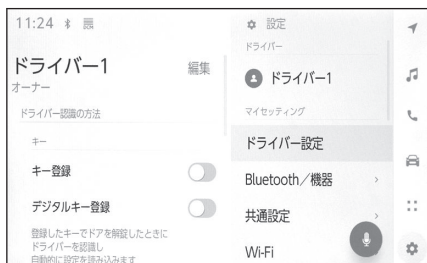 11:24
ドライバー1
編集
オーナー
ドライバー認識の方法
キー
キー登録
デジタルキー登録
登録したキーでドアを解錠したときに
ドライバーを認識し
自動的に設定を読み込みます
設定
ドライバー
ドライバー1
マイセッティング
ドライバー設定
Bluetooth／機器
共通設定
Wi-Fi